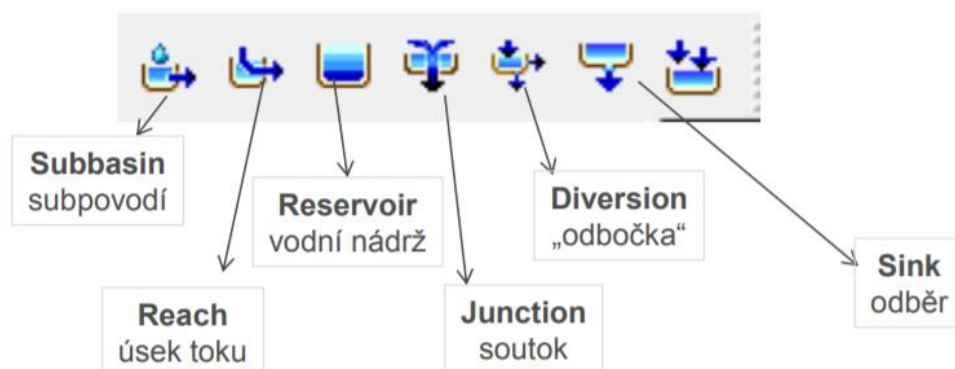 Subbasin
subpovodí
Reservoir
vodní nádrž
Diversion
„odbočka“
Sink
odběr
Reach
úsek toku
Junction
soutok